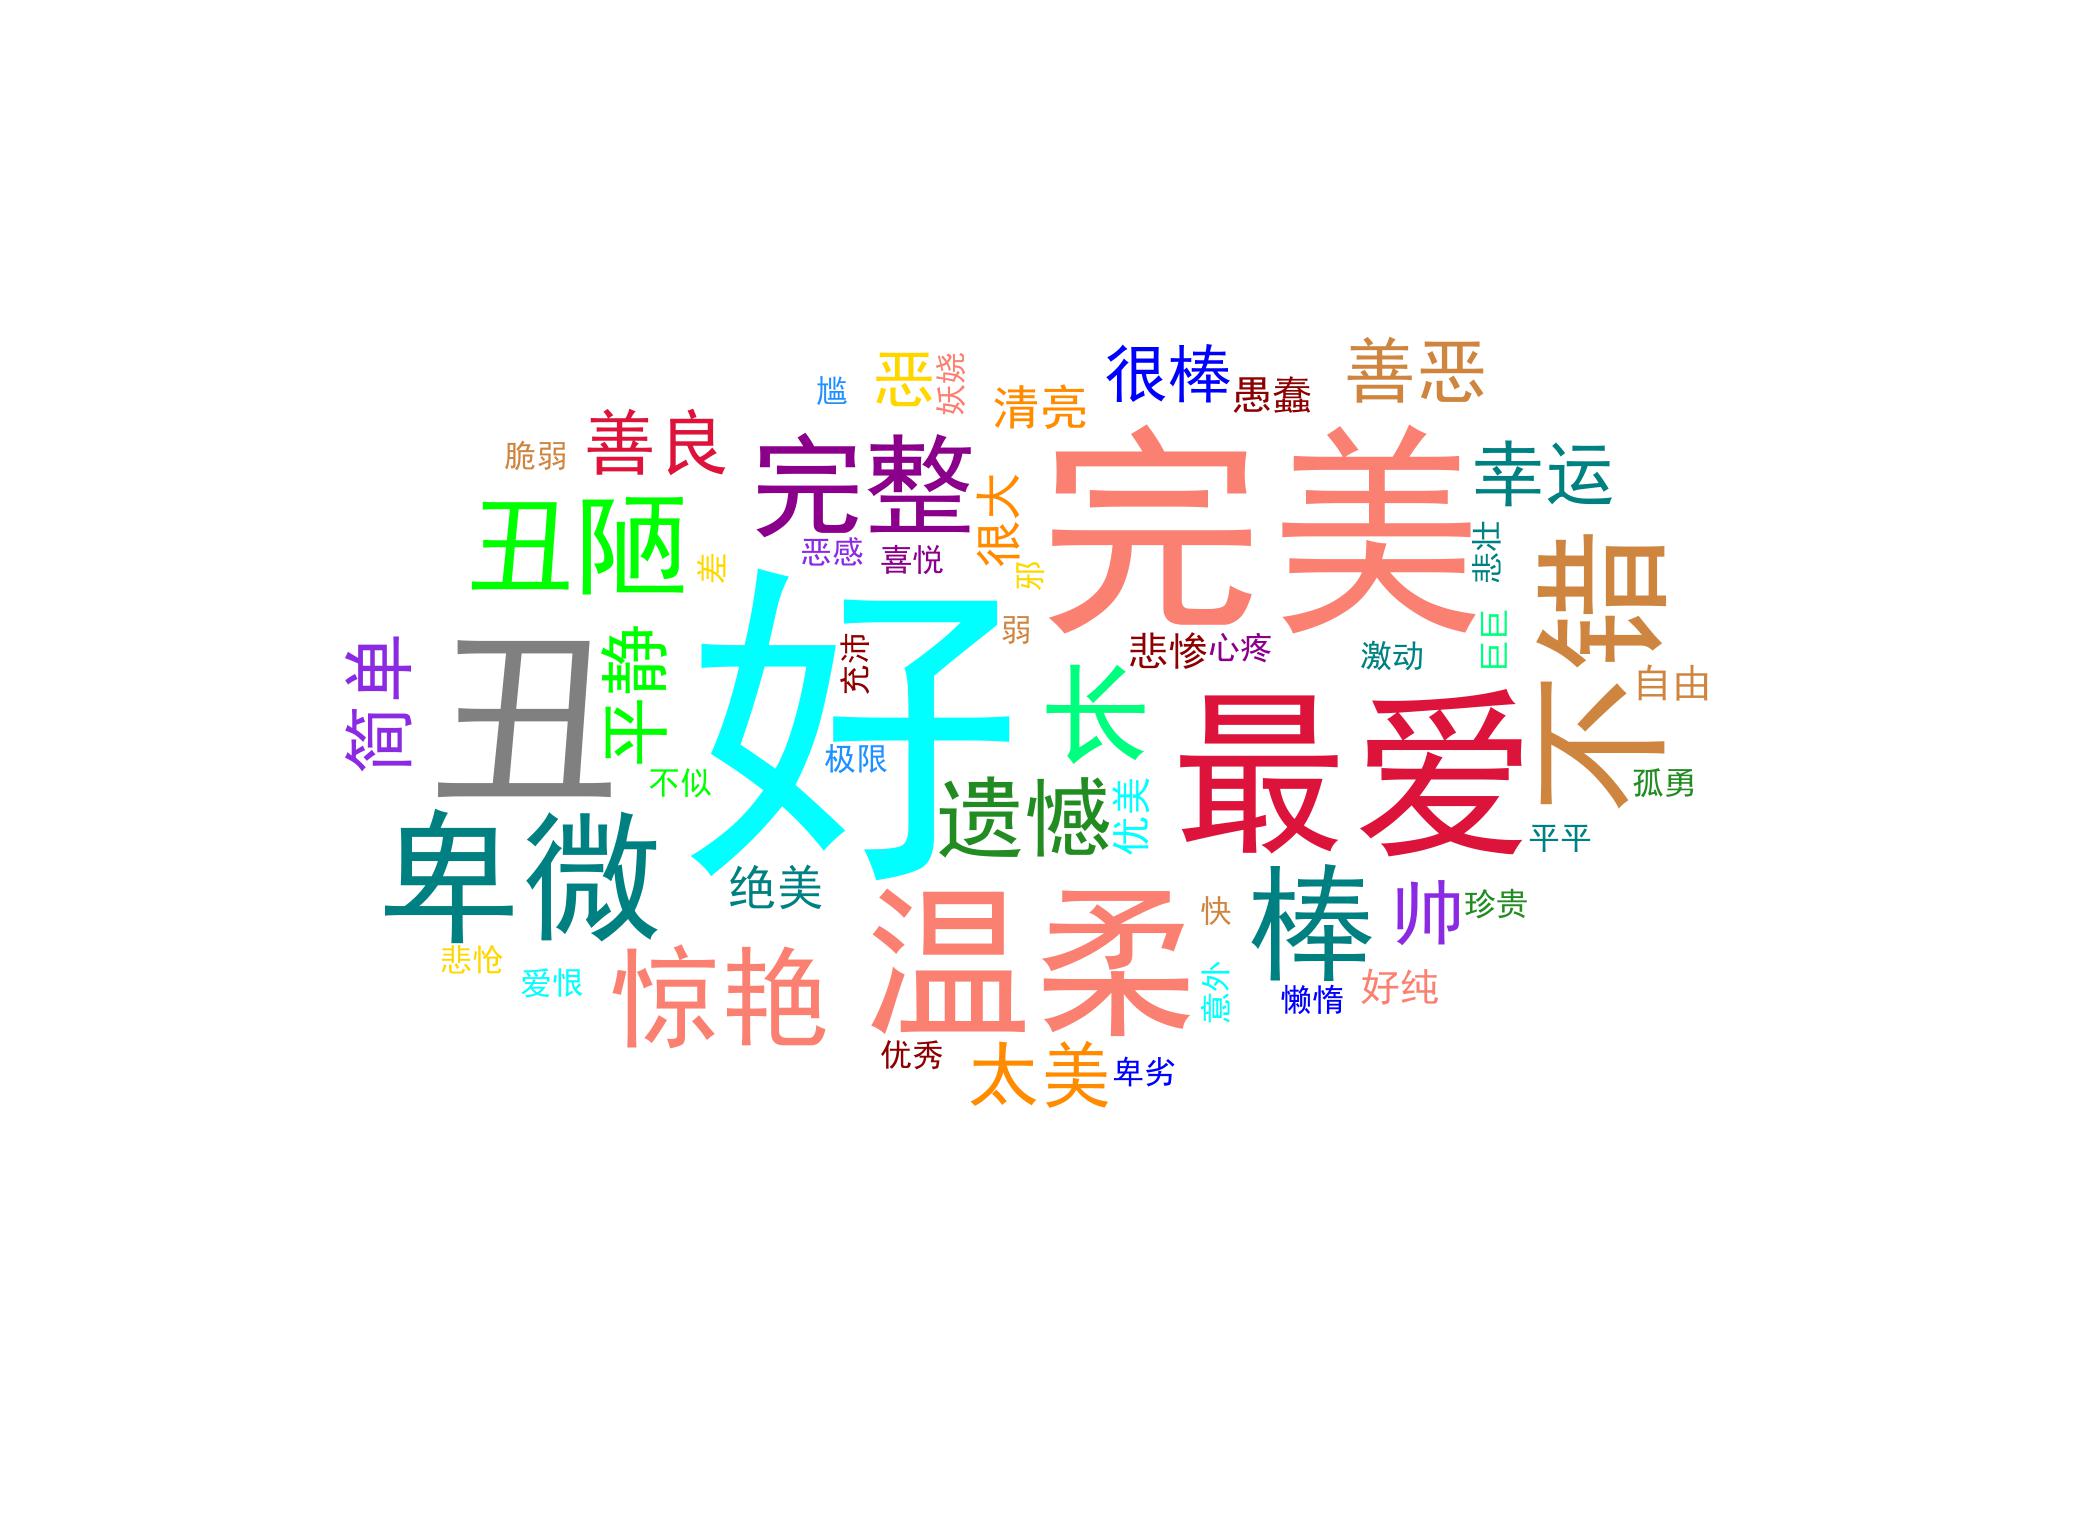 很棒
善恶
恶
妖娆
尴
清亮
愚蠢
善良
脆弱
完整
完美
幸运
丑陋
很大
悲壮
恶感
喜悦
差
邪
不错
好
弱
巨巨
简单
丑
平静
充沛
悲惨
心疼
激动
长
自由
最爱
极限
不似
遗憾
优美
孤勇
卑微
平平
绝美
温柔
棒
帅
快
珍贵
悲怆
爱恨
惊艳
意外
懒惰
好纯
优秀
太美
卑劣